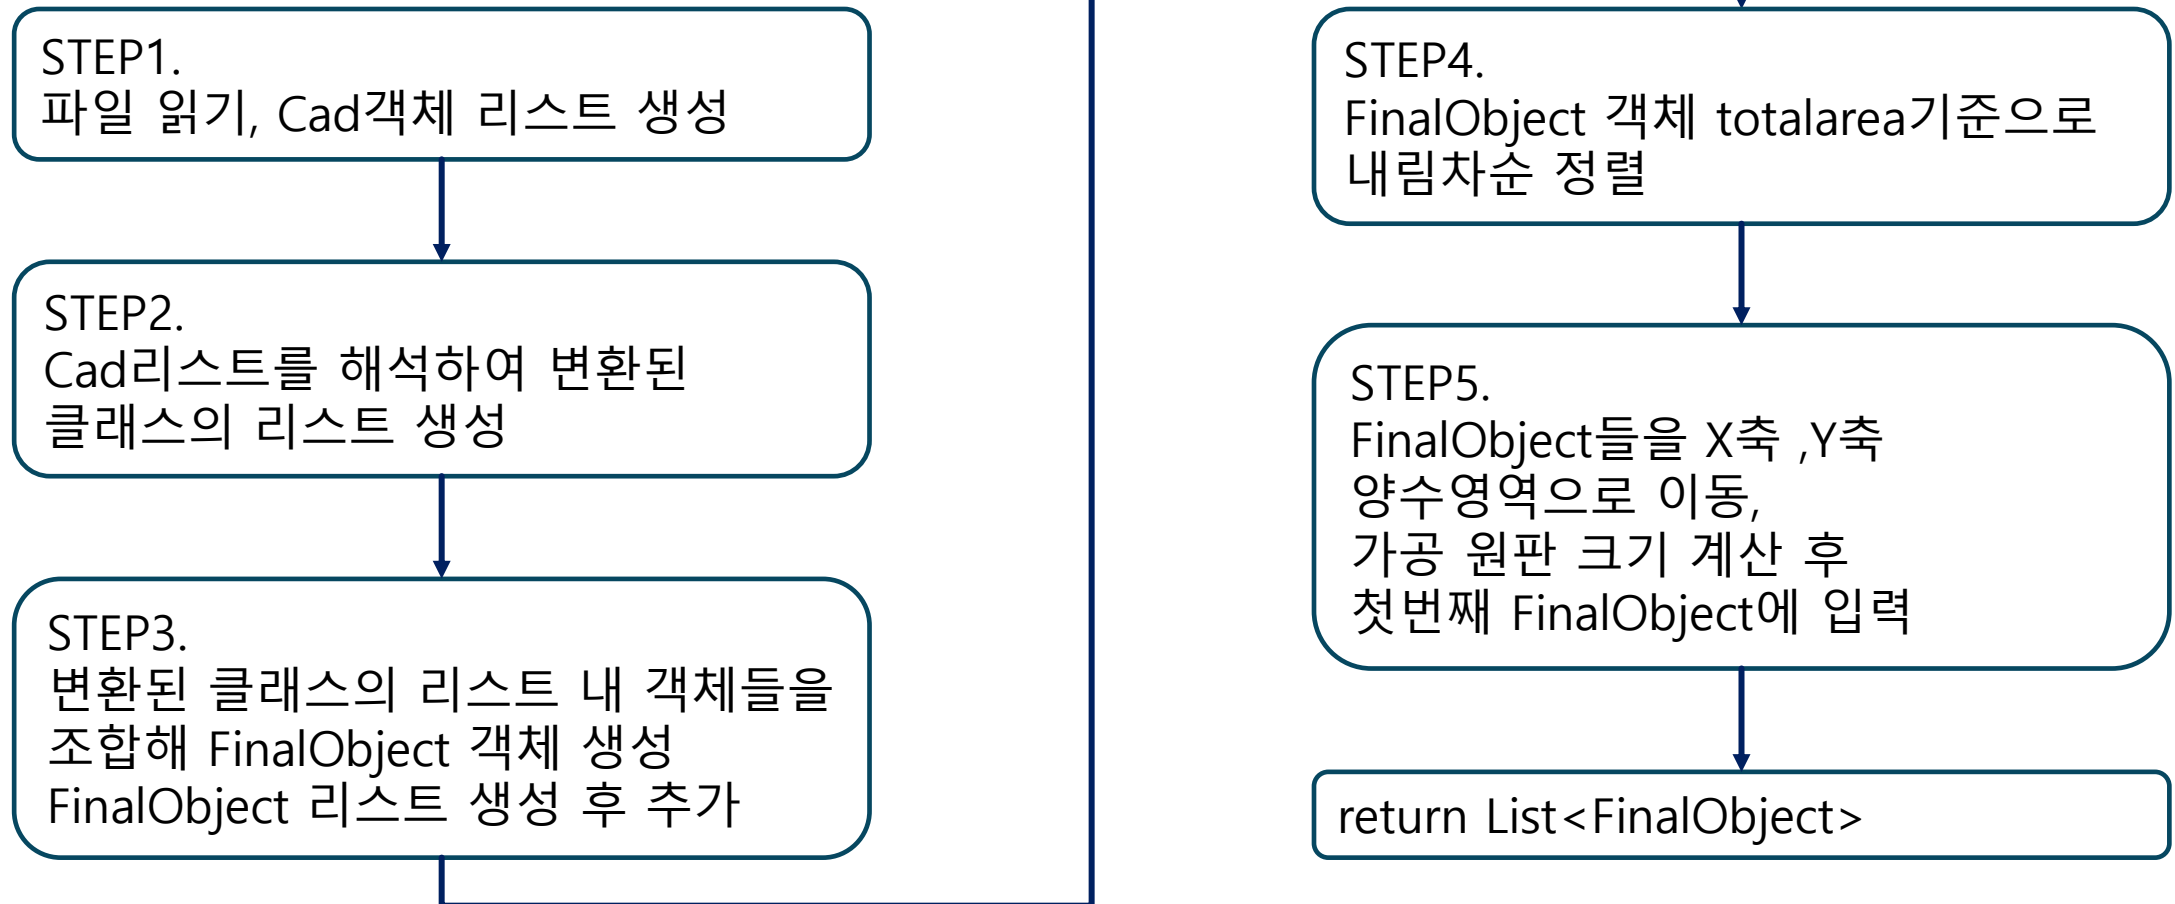 STEP1.
파일 읽기, Cad객체 리스트 생성
STEP2.
Cad리스트를 해석하여 변환된
클래스의 리스트 생성
STEP3.
변환된 클래스의 리스트 내 객체들을
조합해 FinalObject 객체 생성
FinalObject 리스트 생성 후 추가
STEP4.
FinalObject 객체 totalarea기준으로
내림차순 정렬
STEP5.
FinalObject들을 X축 ,Y축
양수영역으로 이동,
가공 원판 크기 계산 후
첫번째 FinalObject에 입력
return List<FinalObject>